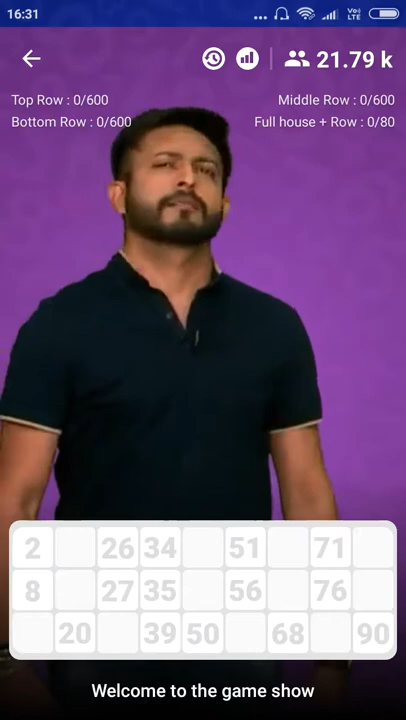 16:31 ... Vo) LTE
21.79 k
Top Row : 0/600 Middle Row : 0/600
Bottom Row : 0/600 Full house + Row : 0/80
2 26 34 51 71
8 27 35 56 76
20 39 50 68 90
Welcome to the game show